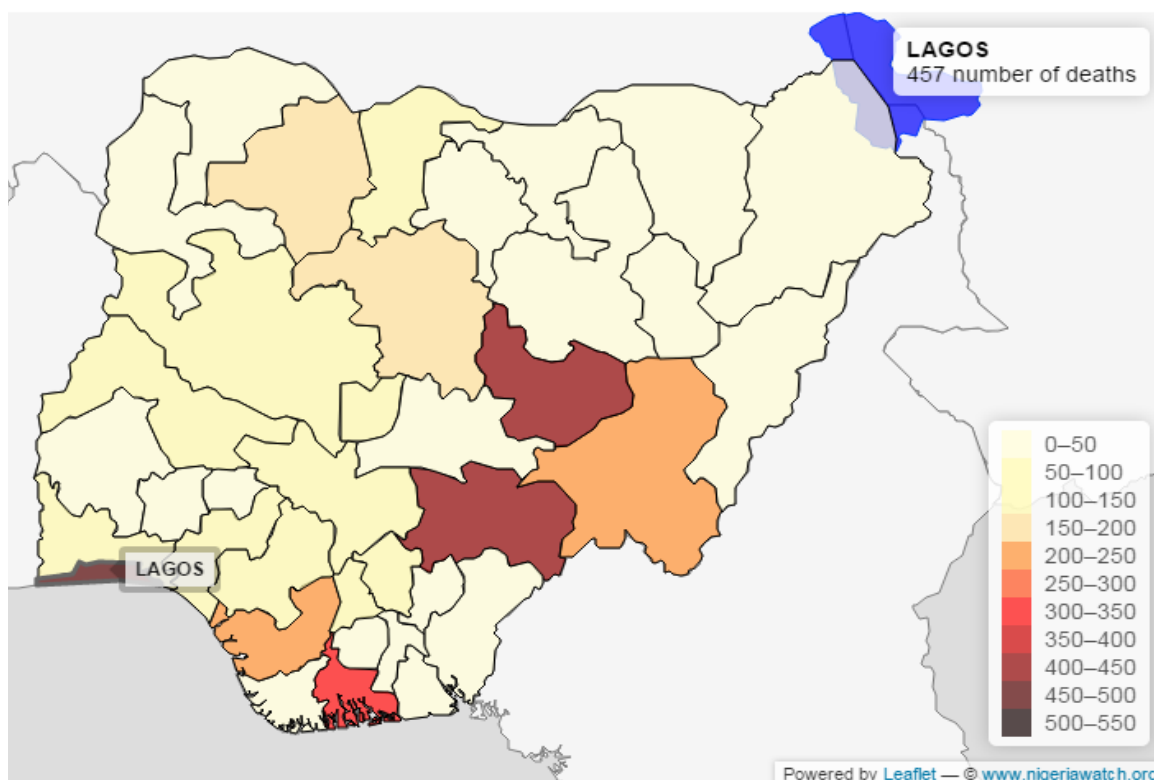 LAGOS
457 number of deaths
LAGOS
0–50
50–100
100–150
150–200
200–250
250–300
300–350
350–400
400–450
450–500
500–550
Powered by Leaflet — © www.nigeriawatch.org